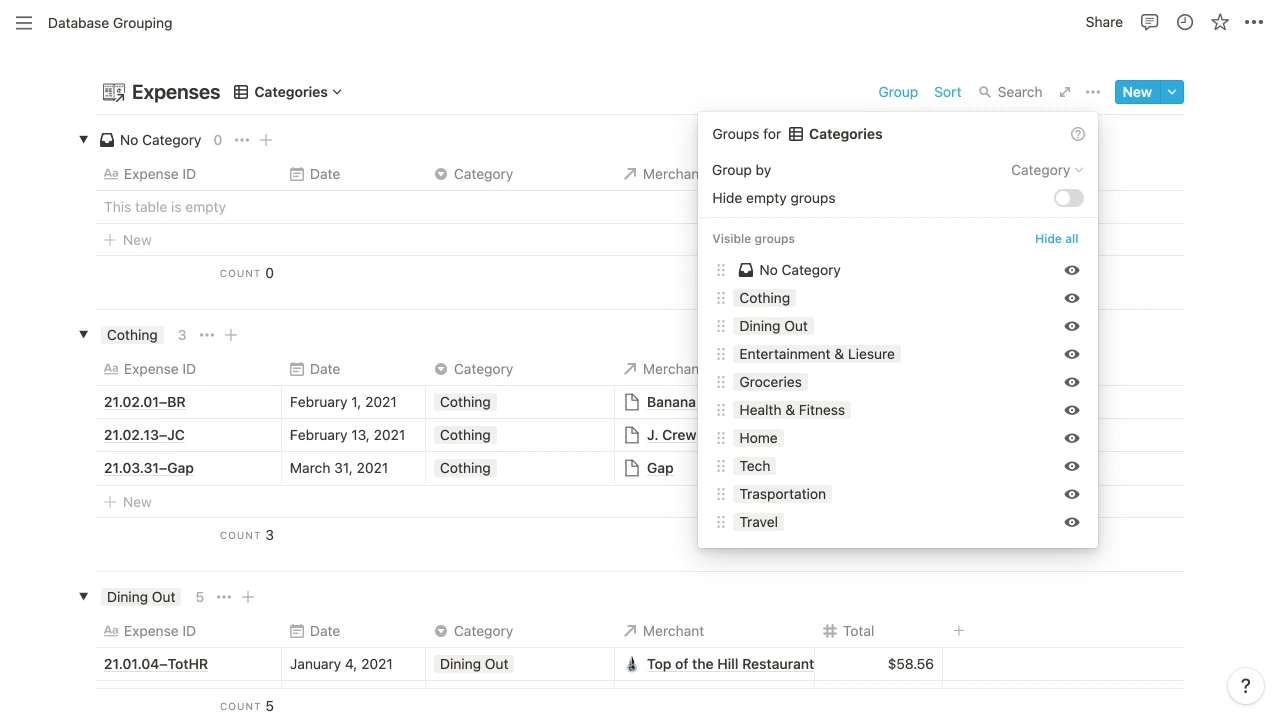 Database Grouping
Share
Expenses
Categories
Group
Sort
Search
New
No Category 0
Aa Expense ID
Date
Category
Merchan
This table is empty
New
COUNT 0
Cothing 3
Aa Expense ID
Date
Category
Merchan
21.02.01–BR
February 1, 2021
Cothing
Banana
21.02.13–JC
February 13, 2021
Cothing
J. Crew
21.03.31–Gap
March 31, 2021
Cothing
Gap
New
COUNT 3
Groups for Categories
Group by
Category
Hide empty groups
Visible groups
Hide all
No Category
Cothing
Dining Out
Entertainment & Liesure
Groceries
Health & Fitness
Home
Tech
Trasportation
Travel
Dining Out 5
Aa Expense ID
Date
Category
Merchant
Total
21.01.04–TotHR
January 4, 2021
Dining Out
Top of the Hill Restaurant
$58.56
COUNT 5
?